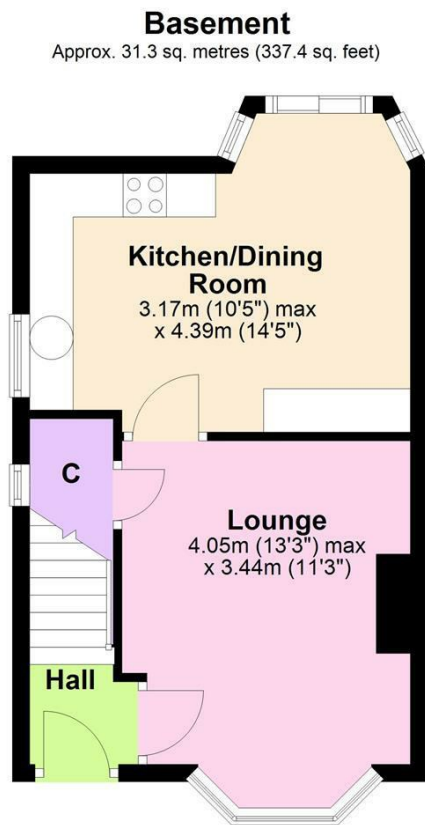 Basement
Approx. 31.3 sq. metres (337.4 sq. feet)
Kitchen/Dining
Room
3.17m (10'5") max
x 4.39m (14'5")
C
Lounge
4.05m (13'3") max
x 3.44m (11'3")
Hall